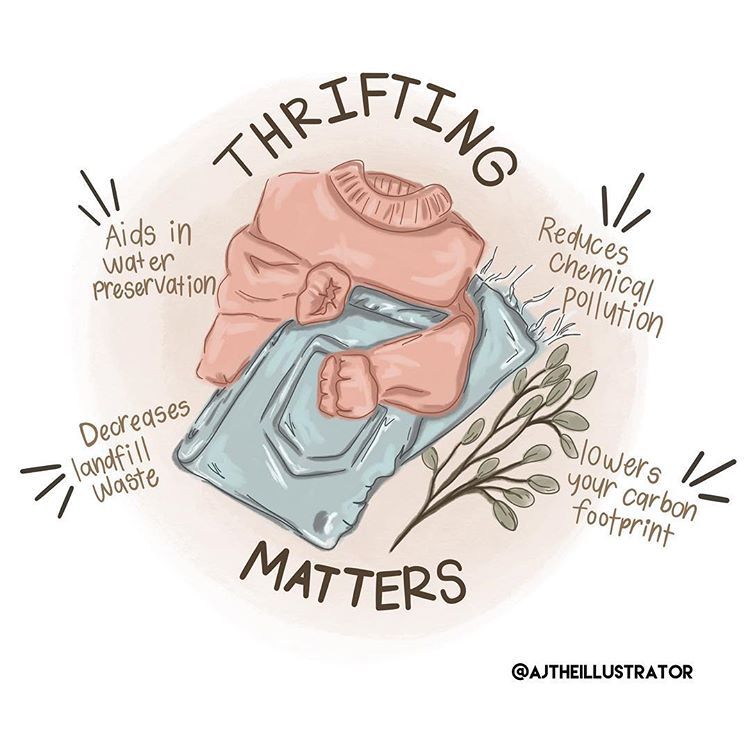 THRIFTING
Aids in
water
Preservation
Reduces
Chemical
pollution
Decreases
landfill
waste
lowers
your carbon
footprint
MATTERS
@AJTHEILLUSTRATOR